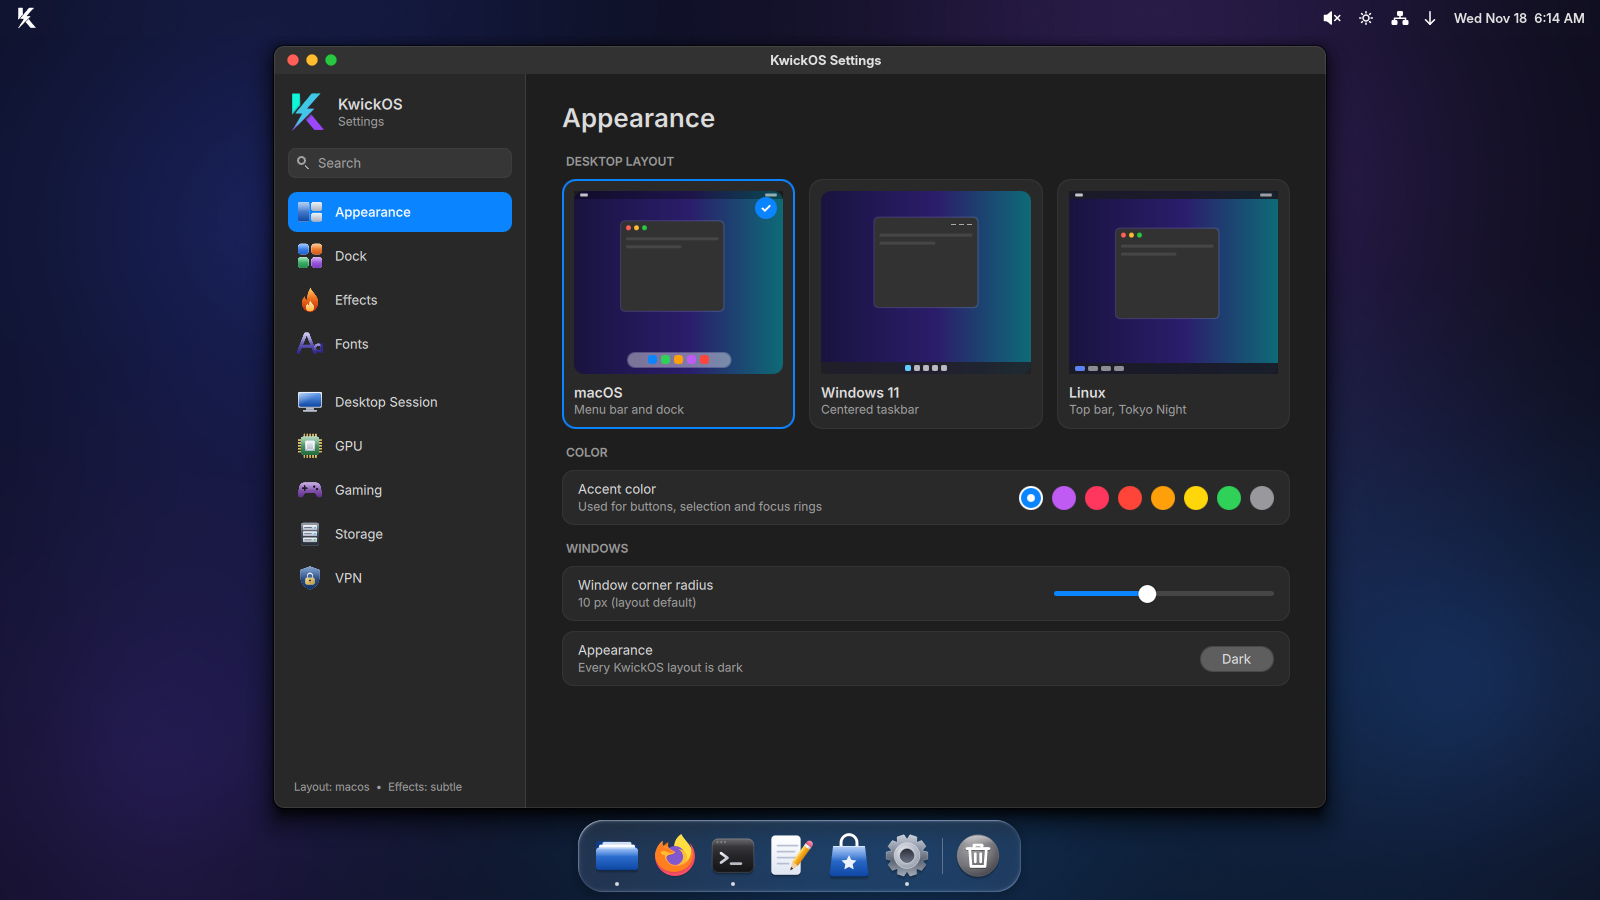 Wed Nov 18 6:14 AM
KwickOS Settings
KwickOS
Settings
Search
Appearance
Dock
Effects
Fonts
Desktop Session
GPU
Gaming
Storage
VPN
Layout: macos • Effects: subtle
Appearance
DESKTOP LAYOUT
macOS
Menu bar and dock
Windows 11
Centered taskbar
Linux
Top bar, Tokyo Night
COLOR
Accent color
Used for buttons, selection and focus rings
WINDOWS
Window corner radius
10 px (layout default)
Appearance
Every KwickOS layout is dark
Dark